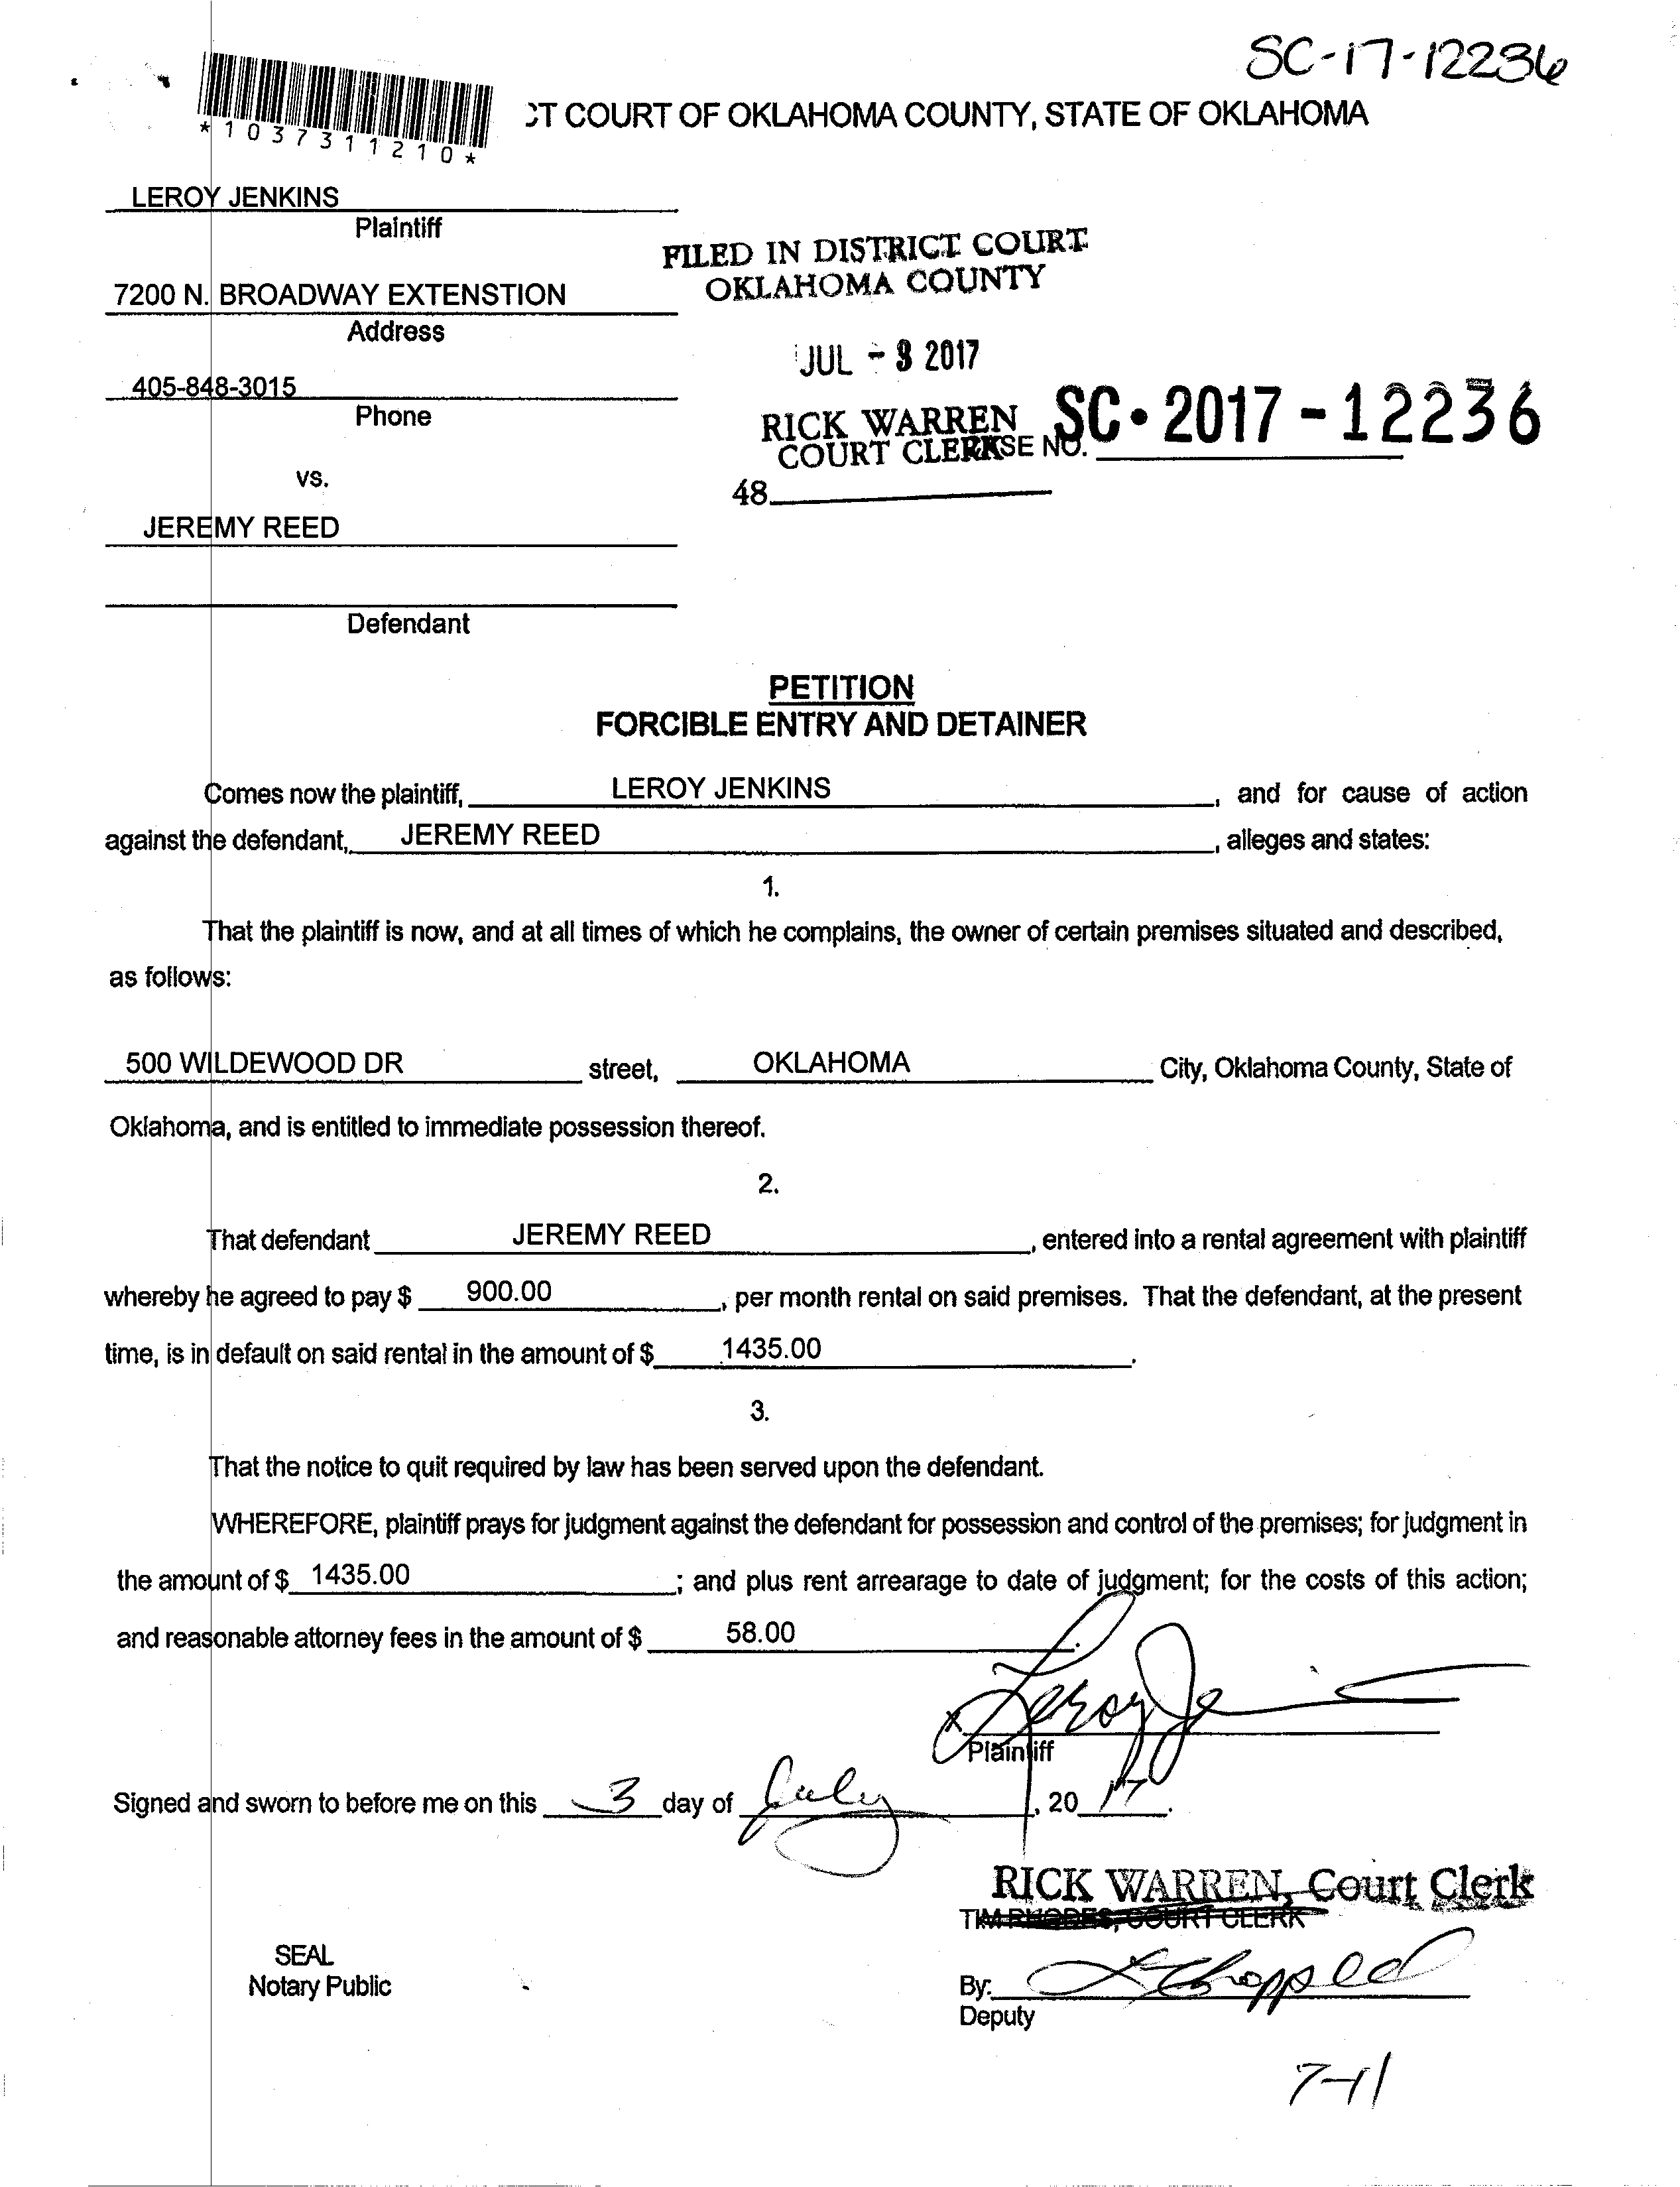 SC-17-12236
*1037311210*
CT COURT OF OKLAHOMA COUNTY, STATE OF OKLAHOMA
LEROY JENKINS
Plaintiff
FILED IN DISTRICT COURT
OKLAHOMA COUNTY
7200 N. BROADWAY EXTENSTION
Address
JUL - 3 2017
405-848-3015
Phone
RICK WARREN
COURT CLERK
SE NO. SC-2017-12236
48
vs.
JEREMY REED
Defendant
PETITION
FORCIBLE ENTRY AND DETAINER
Comes now the plaintiff, LEROY JENKINS, and for cause of action
against the defendant, JEREMY REED, alleges and states:
1.
That the plaintiff is now, and at all times of which he complains, the owner of certain premises situated and described,
as follows:
500 WILDEWOOD DR street, OKLAHOMA City, Oklahoma County, State of
Oklahoma, and is entitled to immediate possession thereof.
2.
That defendant JEREMY REED, entered into a rental agreement with plaintiff
whereby he agreed to pay $ 900.00, per month rental on said premises. That the defendant, at the present
time, is in default on said rental in the amount of $ 1435.00.
3.
That the notice to quit required by law has been served upon the defendant.
WHEREFORE, plaintiff prays for judgment against the defendant for possession and control of the premises; for judgment in
the amount of $ 1435.00; and plus rent arrearage to date of judgment; for the costs of this action;
and reasonable attorney fees in the amount of $ 58.00.
x Leroy Je
Plaintiff
Signed and sworn to before me on this 3 day of July, 2017.
RICK WARREN, Court Clerk
TIM RHODES, COURT CLERK
SEAL
Notary Public
By:
Deputy
7-11